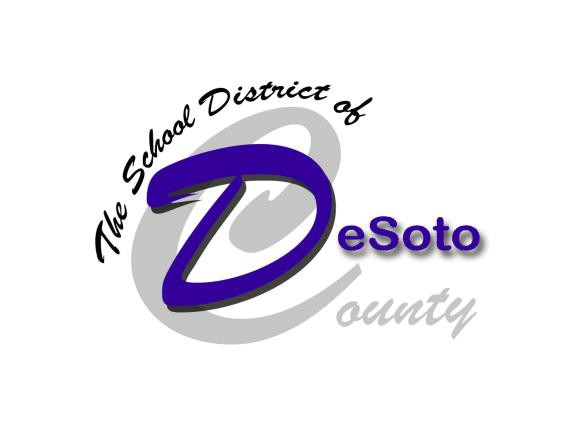 The School District of
DeSoto
County